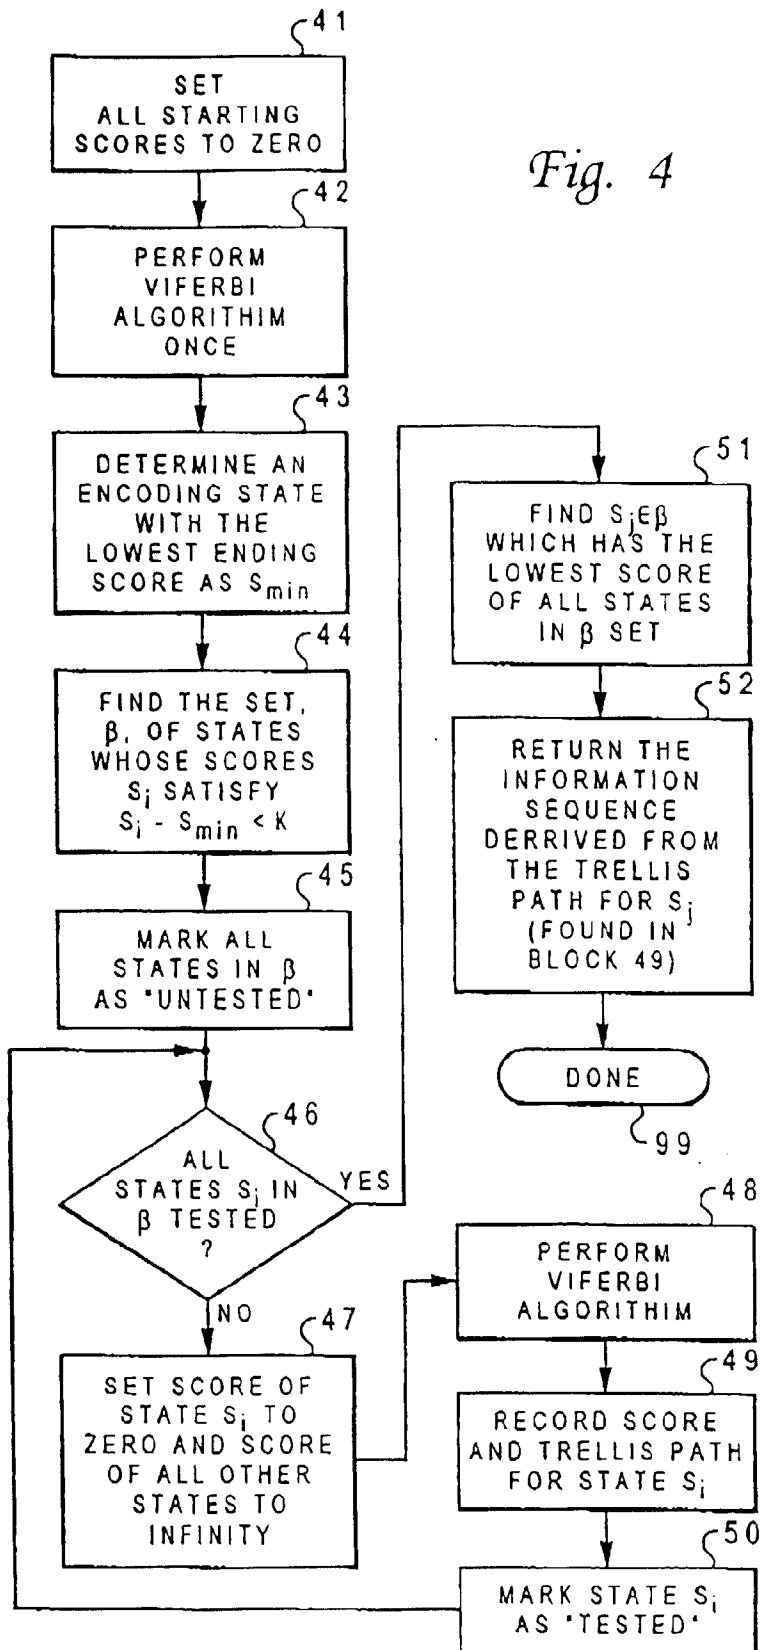 41
SET
ALL STARTING
SCORES TO ZERO
Fig. 4
42
PERFORM
VIFERBI
ALGORITHIM
ONCE
43
DETERMINE AN
ENCODING STATE
WITH THE
LOWEST ENDING
SCORE AS Smin
44
FIND THE SET,
β, OF STATES
WHOSE SCORES
Si SATISFY
Si - Smin < K
45
MARK ALL
STATES IN β
AS "UNTESTED"
46
ALL
STATES Si IN
β TESTED
?
YES
NO
47
SET SCORE OF
STATE Si TO
ZERO AND SCORE
OF ALL OTHER
STATES TO
INFINITY
48
PERFORM
VIFERBI
ALGORITHIM
49
RECORD SCORE
AND TRELLIS PATH
FOR STATE Si
50
MARK STATE Si
AS "TESTED"
51
FIND SjEβ
WHICH HAS THE
LOWEST SCORE
OF ALL STATES
IN β SET
52
RETURN THE
INFORMATION
SEQUENCE
DERRIVED FROM
THE TRELLIS
PATH FOR Sj
(FOUND IN
BLOCK 49)
DONE
99